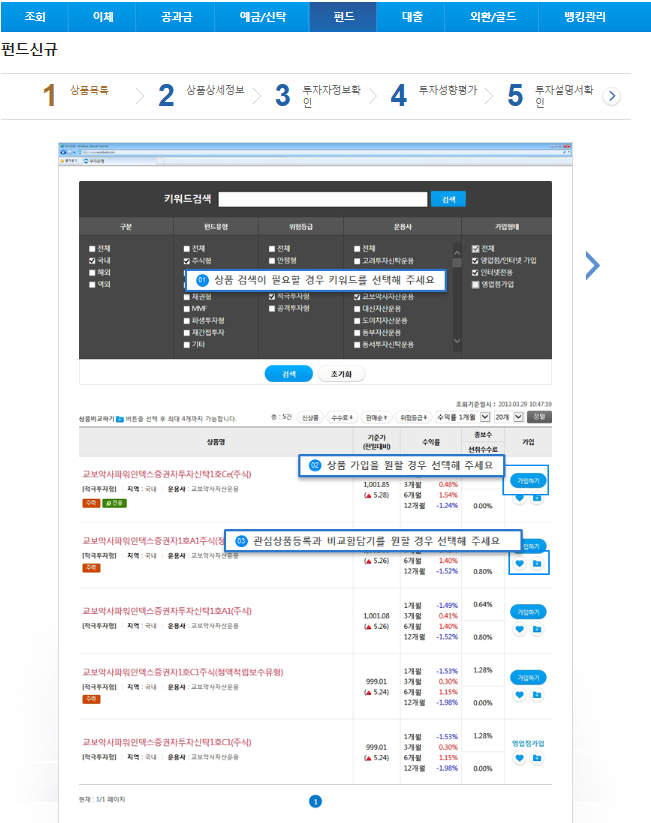 조회 이체 공과금 예금/신탁 펀드 대출 외환/골드 뱅킹관리
펀드신규
1 상품목록 2 상품상세정보 3 투자자정보확인 4 투자성향평가 5 투자설명서확인
키워드검색 검색
구분 펀드유형 위험등급 운용사 가입형태
전체 전체 전체 전체 전체
국내 주식형 안정형 고려투자신탁운용 영업점/인터넷 가입
해외 인터넷전용
역외 영업점가입
01 상품 검색이 필요할 경우 키워드를 선택해 주세요
채권형 적극투자형 교보악사자산운용
MMF 공격투자형 대신자산운용
파생투자형 도이치자산운용
재간접투자 동부자산운용
기타 동서투자신탁운용
검색 초기화
조회기준일시 : 2013.03.29 10:47:19
상품비교하기 버튼을 선택 후 최대 4개까지 가능합니다. 총 : 5건 신상품 수수료 판매순 위험등급 수익률 1개월 20개 정렬
상품명 기준가 (전일대비) 수익률 총보수 선취수수료 가입
02 상품 가입을 원할 경우 선택해 주세요
교보악사파워인덱스증권자투자신탁1호Ce(주식)
[적극투자형] 지역 : 국내 운용사 : 교보악사자산운용
주력 전용
1,001.85
(▲ 5.28)
3개월 0.48%
6개월 1.54%
12개월 -1.24%
0.00%
가입하기
03 관심상품등록과 비교함담기를 원할 경우 선택해 주세요
교보악사파워인덱스증권자1호A1주식(정
[적극투자형] 지역 : 국내 운용사 : 교보악사자산운용
주력
(▲ 5.26)
6개월 1.40%
12개월 -1.52%
0.80%
입하기
교보악사파워인덱스증권자투자신탁1호A1(주식)
[적극투자형] 지역 : 국내 운용사 : 교보악사자산운용
1,001.08
(▲ 5.26)
1개월 -1.49%
3개월 0.41%
6개월 1.40%
12개월 -1.52%
0.64%
0.80%
가입하기
교보악사파워인덱스증권자1호C1주식(정액적립보수유형)
[적극투자형] 지역 : 국내 운용사 : 교보악사자산운용
주력
999.01
(▲ 5.24)
1개월 -1.53%
3개월 0.30%
6개월 1.15%
12개월 -1.98%
1.28%
0.00%
가입하기
교보악사파워인덱스증권자투자신탁1호C1(주식)
[적극투자형] 지역 : 국내 운용사 : 교보악사자산운용
999.01
(▲ 5.24)
1개월 -1.53%
3개월 0.30%
6개월 1.15%
12개월 -1.98%
1.28%
0.00%
영업점가입
현재 : 1/1 페이지 1